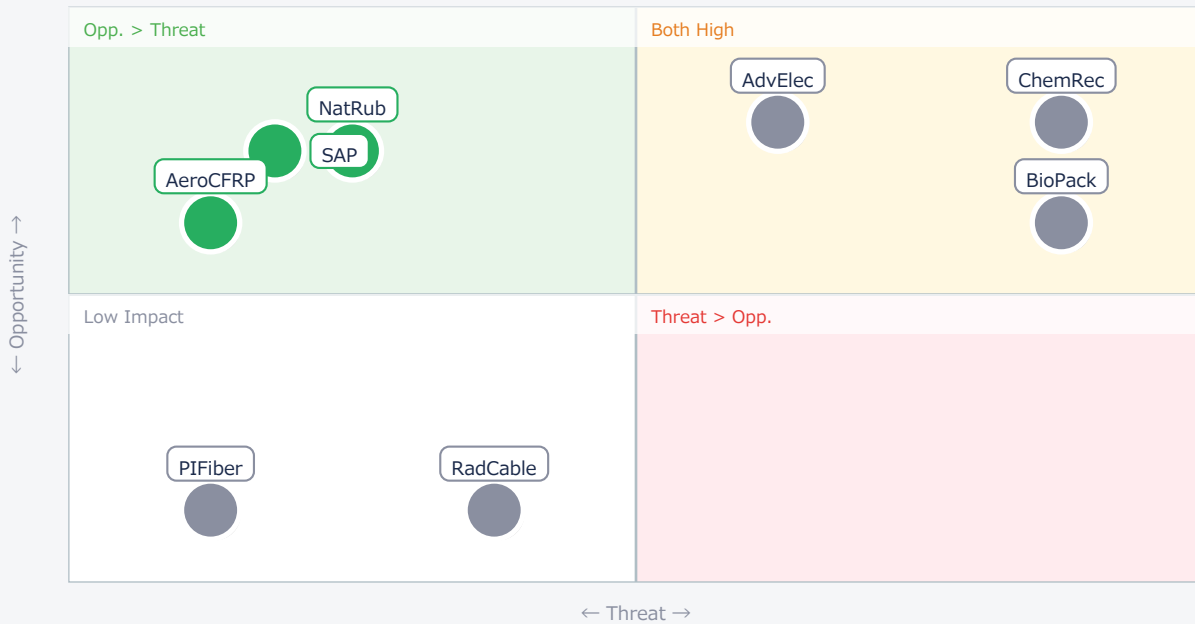 Opp. > Threat
Both High
AdvElec
ChemRec
NatRub
SAP
AeroCFRP
BioPack
← Opportunity →
Low Impact
Threat > Opp.
PIFiber
RadCable
← Threat →